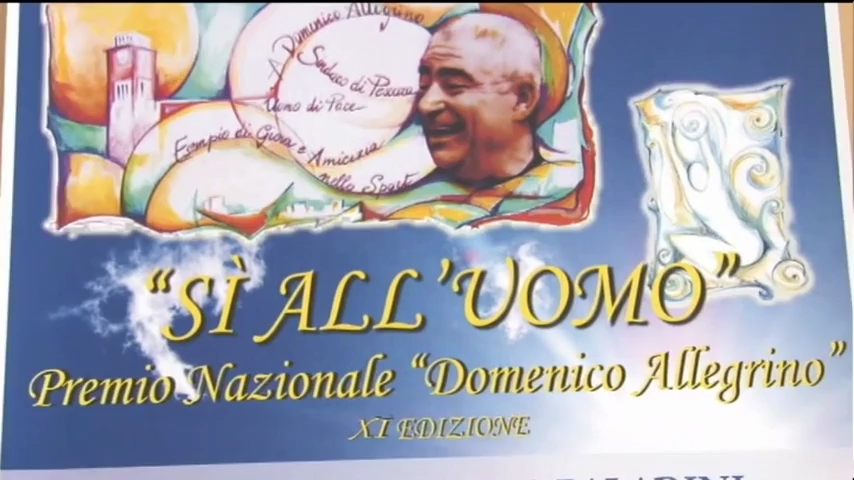 A Domenico Allegrino
Sindaco di Pescara
Uomo di Pace
Esempio di Gioia e Amicizia
nello Sport
“SÌ ALL’UOMO”
Premio Nazionale “Domenico Allegrino”
XI EDIZIONE